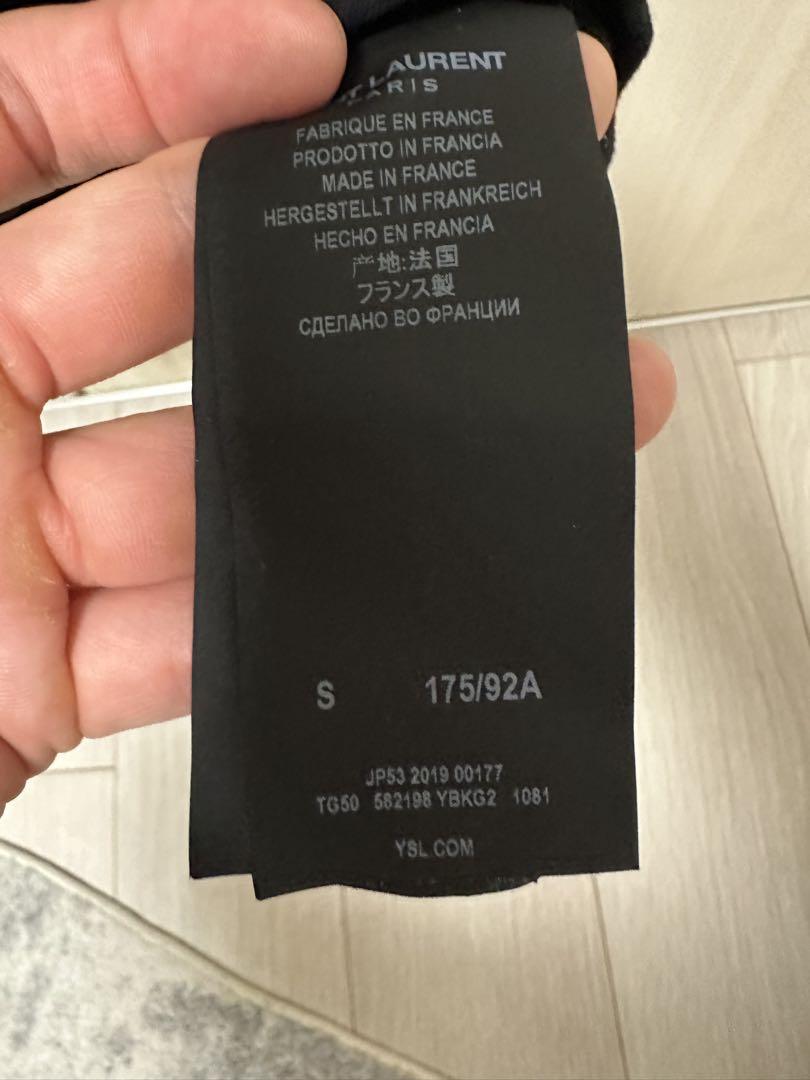 LAURENT
PARIS
FABRIQUE EN FRANCE
PRODOTTO IN FRANCIA
MADE IN FRANCE
HERGESTELLT IN FRANKREICH
HECHO EN FRANCIA
产地:法国
フランス製
СДЕЛАНО ВО ФРАНЦИИ
S 175/92A
JP53 2019 00177
TG50 582198 YBKG2 1081
YSL.COM